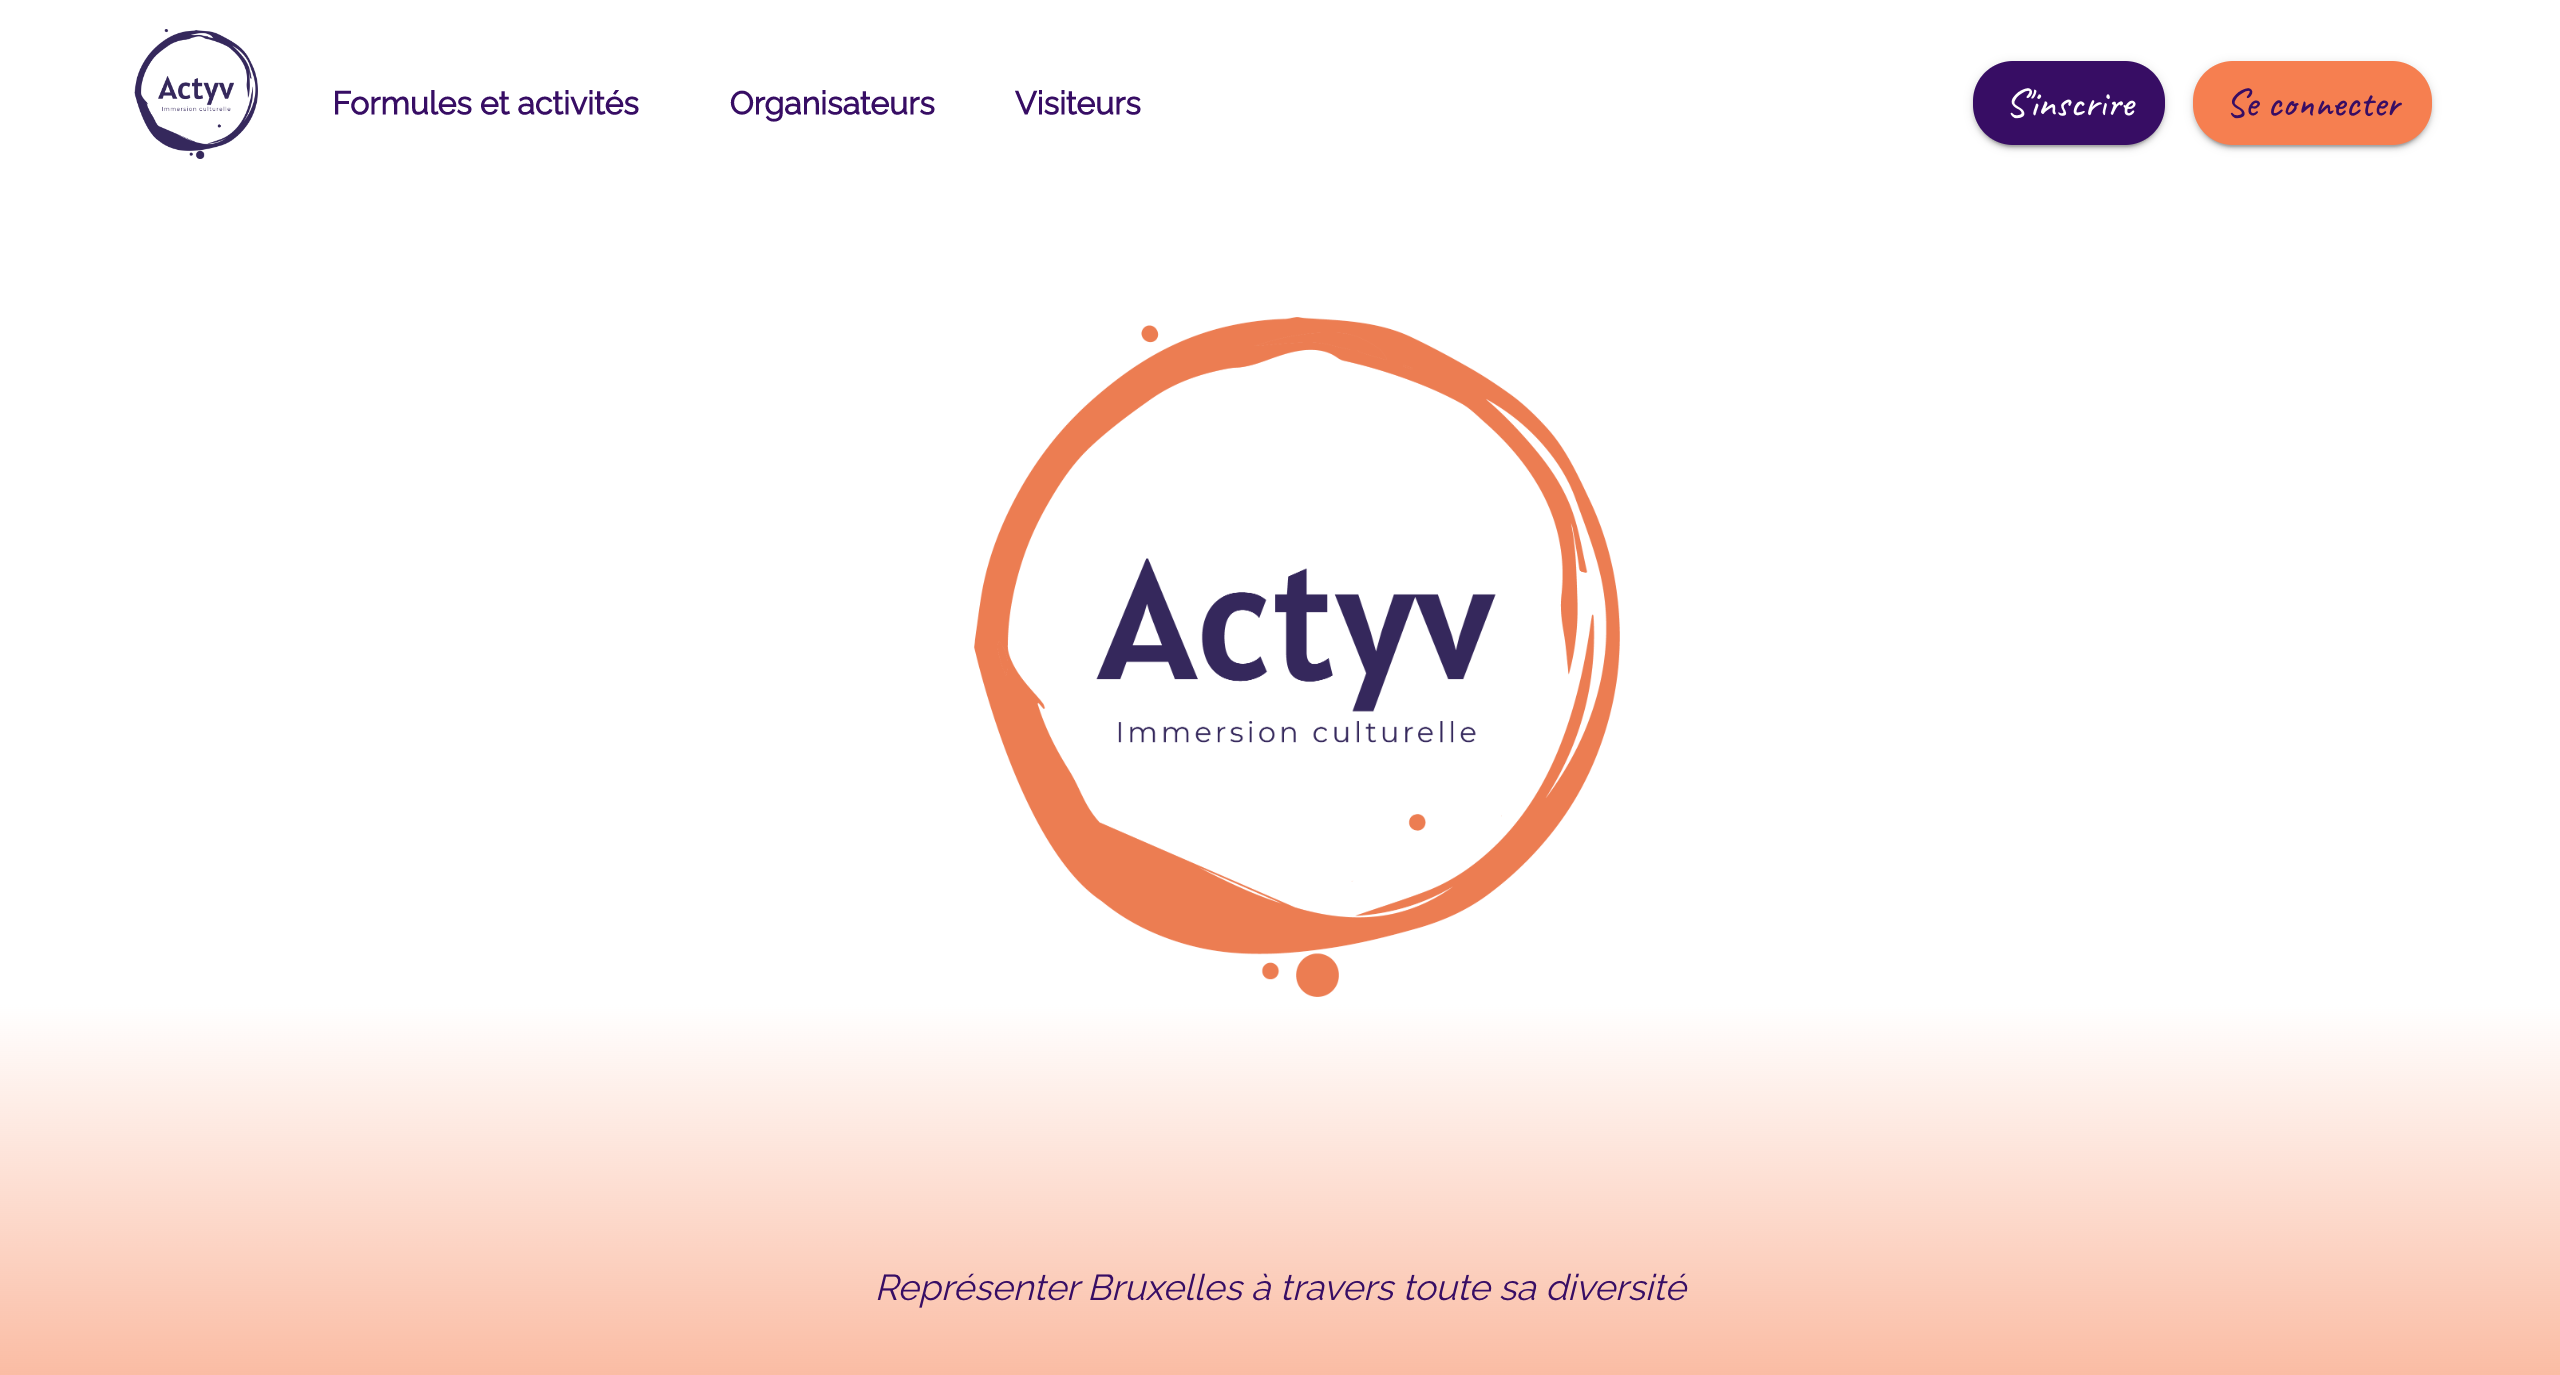 Actyv
Immersion culturelle
Formules et activités
Organisateurs
Visiteurs
S'inscrire
Se connecter
Actyv
Immersion culturelle
Représenter Bruxelles à travers toute sa diversité